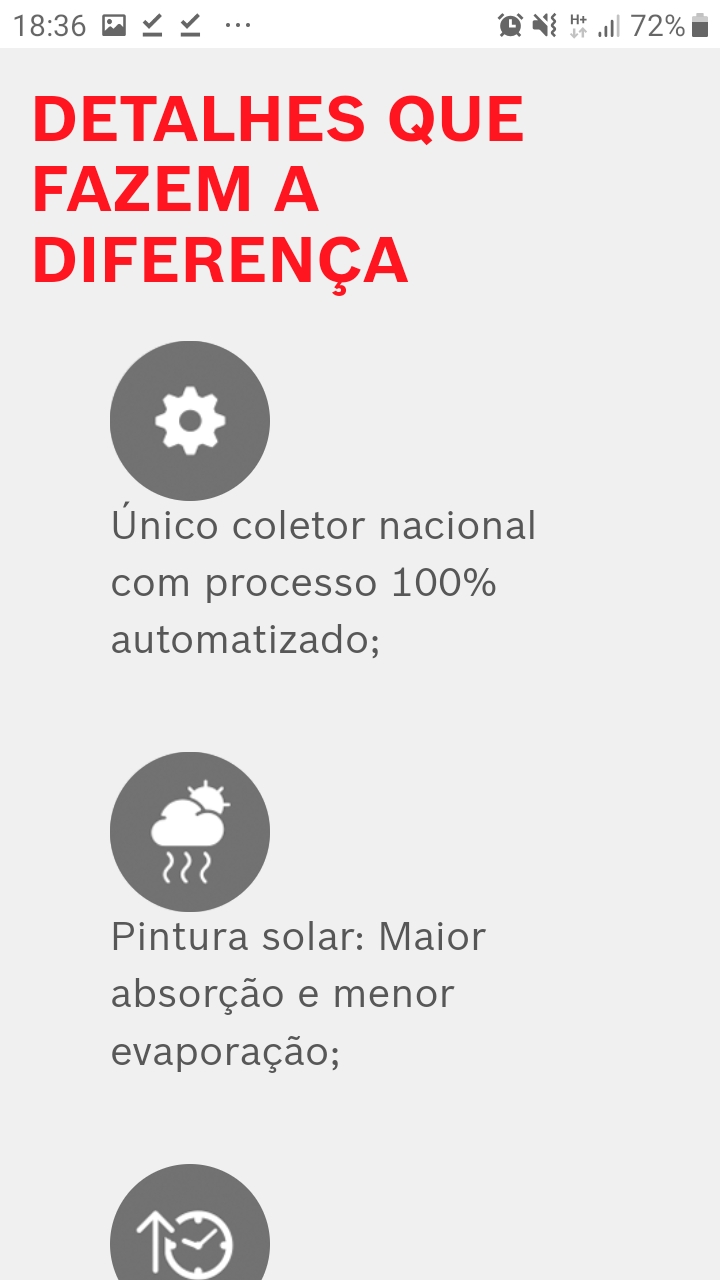 18:36 H+ 72%
DETALHES QUE
FAZEM A
DIFERENÇA
Único coletor nacional
com processo 100%
automatizado;
Pintura solar: Maior
absorção e menor
evaporação;